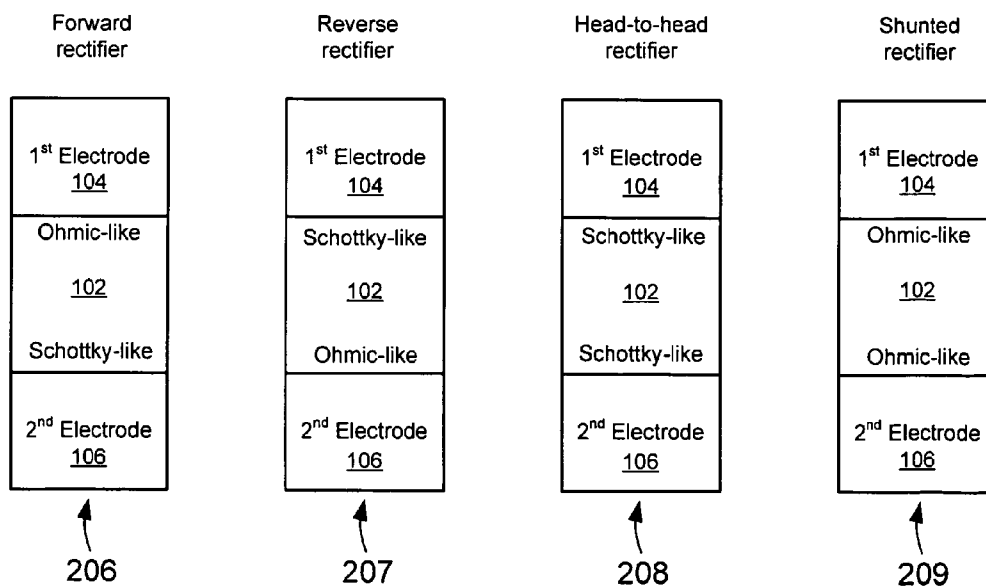 Forward
rectifier
Reverse
rectifier
Head-to-head
rectifier
Shunted
rectifier
1st Electrode
104
Ohmic-like
102
Schottky-like
2nd Electrode
106
206
1st Electrode
104
Schottky-like
102
Ohmic-like
2nd Electrode
106
207
1st Electrode
104
Schottky-like
102
Schottky-like
2nd Electrode
106
208
1st Electrode
104
Ohmic-like
102
Ohmic-like
2nd Electrode
106
209